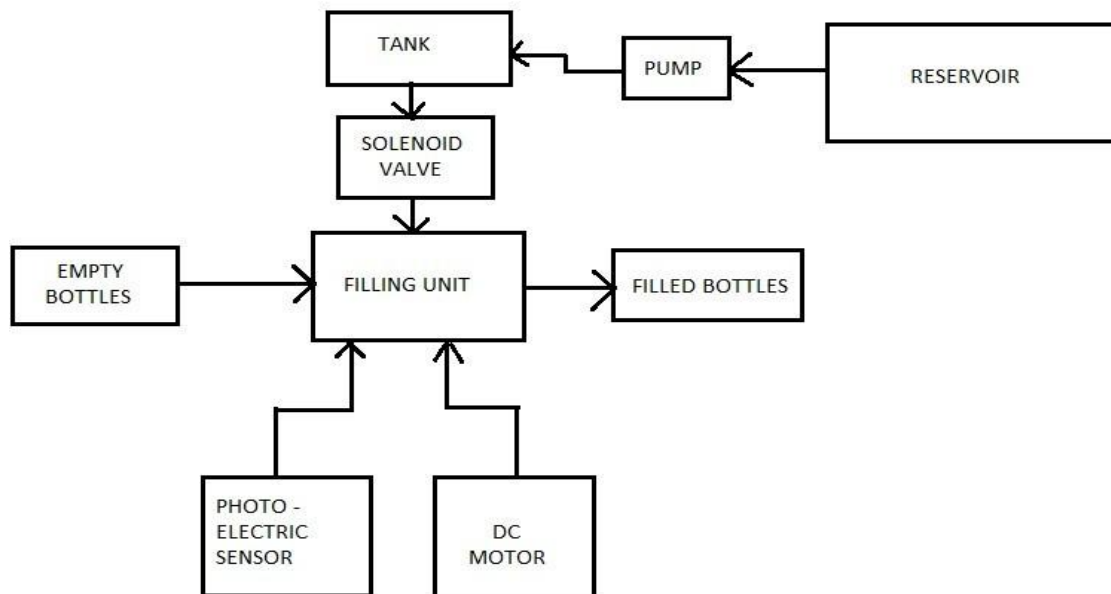 TANK
PUMP
RESERVOIR
SOLENOID
VALVE
EMPTY
BOTTLES
FILLING UNIT
FILLED BOTTLES
PHOTO -
ELECTRIC
SENSOR
DC
MOTOR